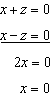 x + z = 0
x − z = 0
2x = 0
x = 0